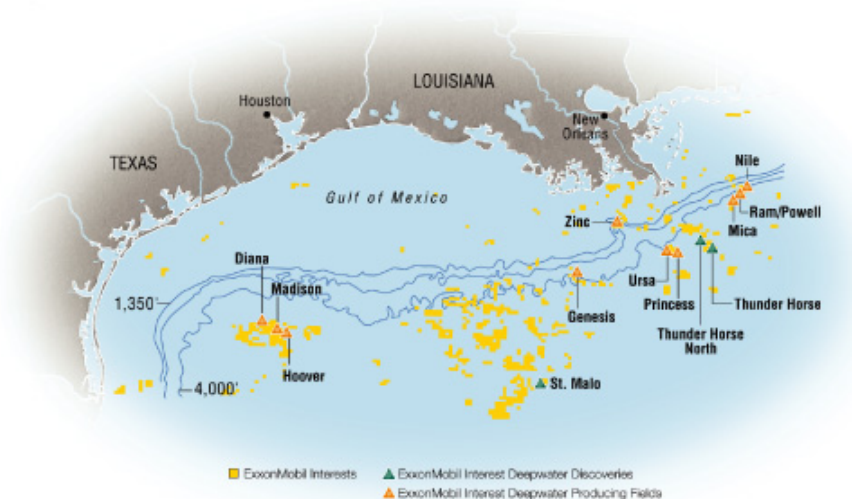 LOUISIANA
Houston
New
Orleans
TEXAS
Nile
Gulf of Mexico
Ram/Powell
Zinc
Mica
Diana
Madison
Ursa
1,350
Genesis
Princess
Thunder Horse
Thunder Horse
North
Hoover
4,000'
St. Malo
ExxonMobil Interests
ExxonMobil Interest Deepwater Discoveries
ExxonMobil Interest Deepwater Producing Fields